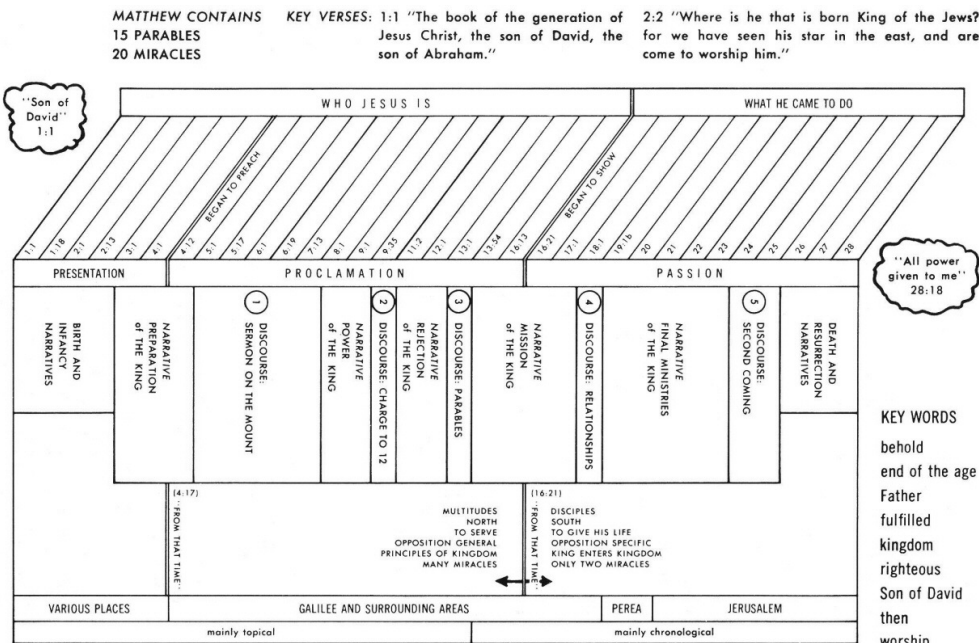 MATTHEW CONTAINS
15 PARABLES
20 MIRACLES
KEY VERSES: 1:1 "The book of the generation of
Jesus Christ, the son of David, the
son of Abraham."
2:2 "Where is he that is born King of the Jews?
for we have seen his star in the east, and are
come to worship him."
"Son of
David"
1:1
WHO JESUS IS
WHAT HE CAME TO DO
BEGAN TO PREACH
BEGAN TO SHOW
1:1
1:18
2:1
2:13
3:1
4:1
4:12
5:1
5:17
6:1
6:19
7:13
8:1
9:1
9:35
11:2
12:1
13:1
13:54
16:13
16:21
17:1
18:1
19:1b
20
21
22
23
24
25
26
27
28
"All power
given to me"
28:18
PRESENTATION
PROCLAMATION
PASSION
BIRTH AND
INFANCY
NARRATIVES
NARRATIVE
PREPARATION
of THE KING
1
DISCOURSE:
SERMON ON THE MOUNT
NARRATIVE
POWER
of THE KING
2
DISCOURSE: CHARGE TO 12
NARRATIVE
REJECTION
of THE KING
3
DISCOURSE: PARABLES
NARRATIVE
MISSION
of THE KING
4
DISCOURSE: RELATIONSHIPS
NARRATIVE
FINAL MINISTRIES
of THE KING
5
DISCOURSE:
SECOND COMING
DEATH AND
RESURRECTION
NARRATIVES
(4:17)
"FROM THAT TIME"
MULTITUDES
NORTH
TO SERVE
OPPOSITION GENERAL
PRINCIPLES OF KINGDOM
MANY MIRACLES
(16:21)
"FROM THAT TIME"
DISCIPLES
SOUTH
TO GIVE HIS LIFE
OPPOSITION SPECIFIC
KING ENTERS KINGDOM
ONLY TWO MIRACLES
VARIOUS PLACES
GALILEE AND SURROUNDING AREAS
PEREA
JERUSALEM
mainly topical
mainly chronological
KEY WORDS
behold
end of the age
Father
fulfilled
kingdom
righteous
Son of David
then
worship